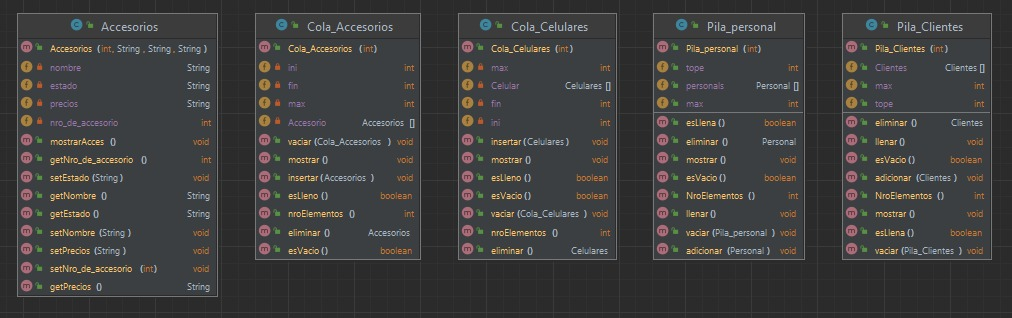 Accesorios
Accesorios (int, String, String, String)
nombre String
estado String
precios String
nro_de_accesorio int
mostrarAcces () void
getNro_de_accesorio () int
setEstado (String) void
getNombre () String
getEstado () String
setNombre (String) void
setPrecios (String) void
setNro_de_accesorio (int) void
getPrecios () String
Cola_Accesorios
Cola_Accesorios (int)
ini int
fin int
max int
Accesorio Accesorios []
vaciar (Cola_Accesorios) void
mostrar () void
insertar (Accesorios) void
esLleno () boolean
nroElementos () int
eliminar () Accesorios
esVacio () boolean
Cola_Celulares
Cola_Celulares (int)
max int
Celular Celulares []
fin int
ini int
insertar (Celulares) void
mostrar () void
esLleno () boolean
esVacio () boolean
vaciar (Cola_Celulares) void
nroElementos () int
eliminar () Celulares
Pila_personal
Pila_personal (int)
tope int
personals Personal []
max int
esLlena () boolean
eliminar () Personal
mostrar () void
esVacio () boolean
NroElementos () int
llenar () void
vaciar (Pila_personal) void
adicionar (Personal) void
Pila_Clientes
Pila_Clientes (int)
Clientes Clientes []
max int
tope int
eliminar () Clientes
llenar () void
esVacio () boolean
adicionar (Clientes) void
NroElementos () int
mostrar () void
esLlena () boolean
vaciar (Pila_Clientes) void